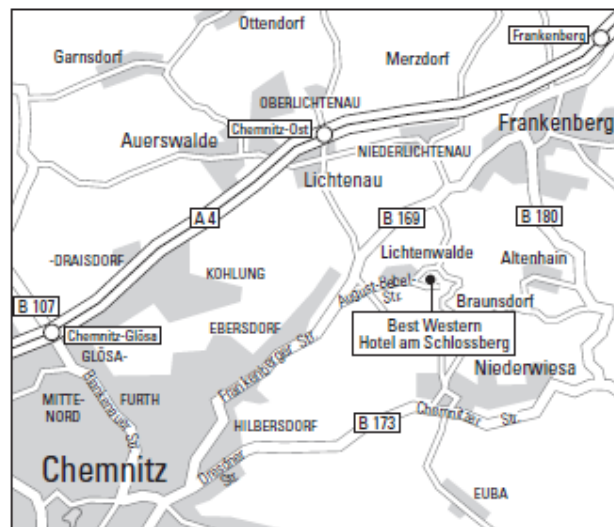 Ottendorf
Frankenberg
Garnsdorf
Merzdorf
OBERLICHTENAU
Chemnitz-Ost
Auerswalde
Frankenberg
NIEDERLICHTENAU
Lichtenau
A 4
B 169
B 180
-DRAISDORF
Lichtenwalde
Altenhain
KOHLUNG
August-Bebel-
Str.
B 107
Braunsdorf
Chemnitz-Glösa
EBERSDORF
Best Western
Hotel am Schlossberg
GLÖSA-
Frankenberger Str.
Niederwiesa
MITTE-
NORD
FURTH
Chemnitzer Str.
HILBERSDORF
B 173
Dresdner
Str.
Chemnitz
EUBA